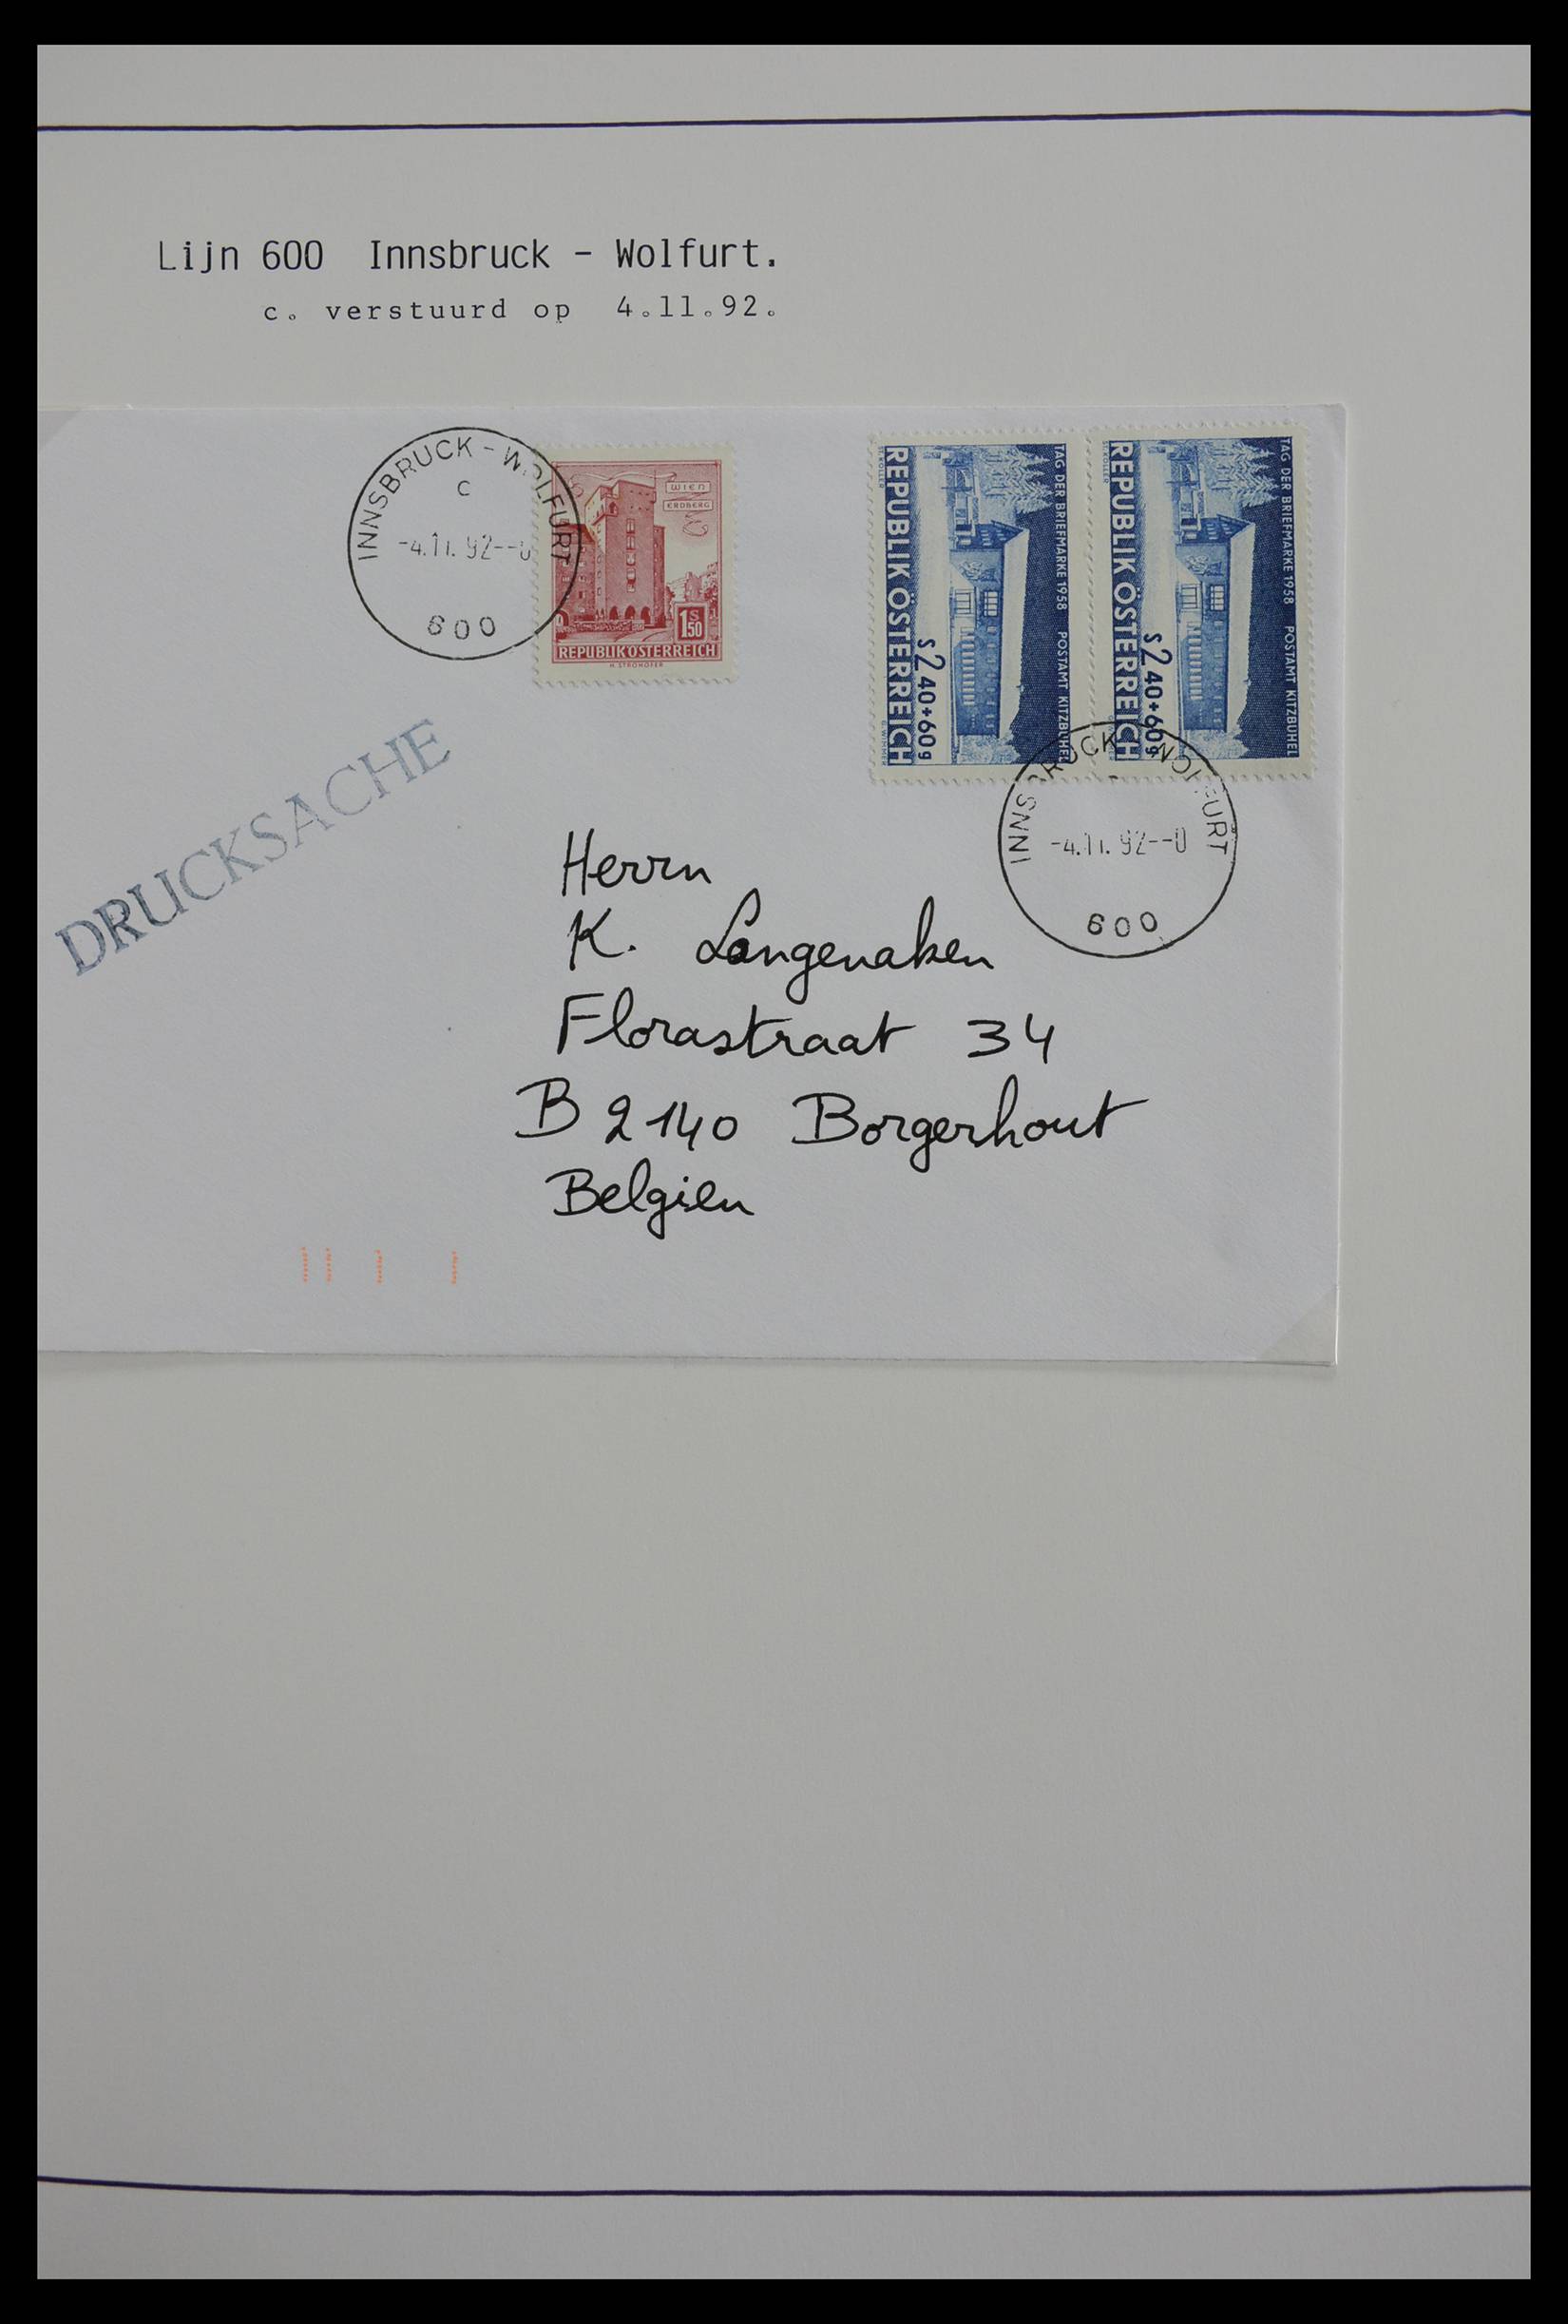 Lijn 600 Innsbruck - Wolfurt.
c. verstuurd op 4.11.92.
INNSBRUCK - WOLFURT
c
-4.11.92--0
600
WIEN
ERDBERG
1 S 50
REPUBLIK ÖSTERREICH
H. STROHOFER
TAG DER BRIEFMARKE 1958 POSTAMT KITZBÜHEL
S 2 40+60g
REPUBLIK ÖSTERREICH
TAG DER BRIEFMARKE 1958 POSTAMT KITZBÜHEL
S 2 40+60g
REPUBLIK ÖSTERREICH
INNSBRUCK WOLFURT
-4.11.92--0
600
DRUCKSACHE
Herrn
K. Langenaken
Florastraat 34
B 2140 Borgerhout
Belgien